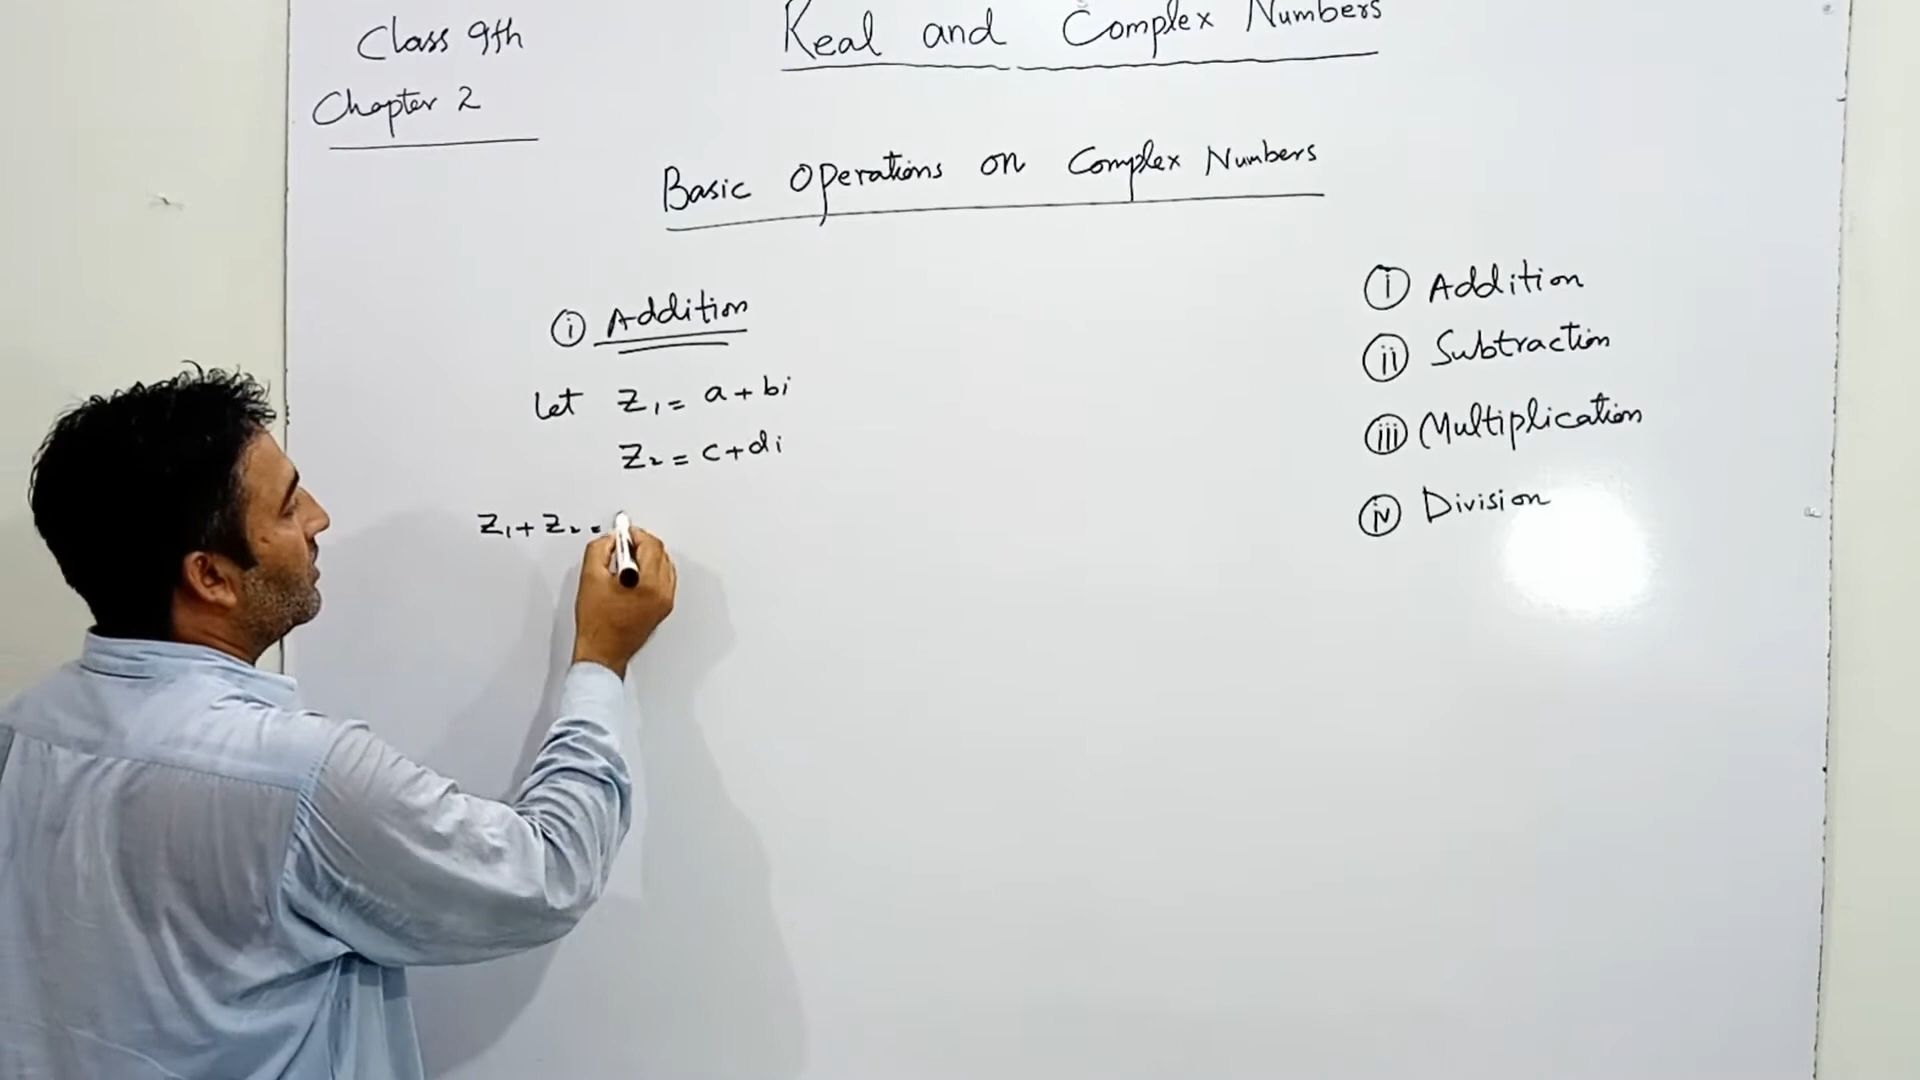 Class 9th
Chapter 2
Real and Complex Numbers
Basic Operations on Complex Numbers
(i) Addition
Let Z₁ = a + bi
Z₂ = c + di
Z₁ + Z₂ =
(i) Addition
(ii) Subtraction
(iii) Multiplication
(iv) Division